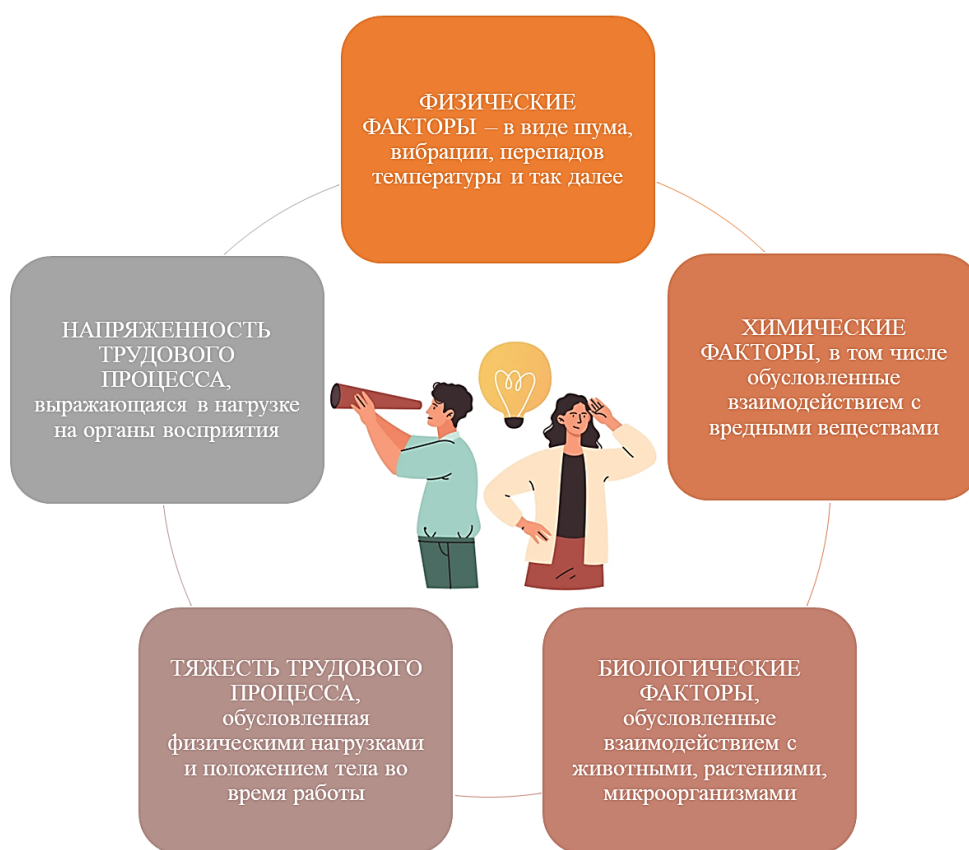 ФИЗИЧЕСКИЕ
ФАКТОРЫ – в виде шума,
вибрации, перепадов
температуры и так далее
ХИМИЧЕСКИЕ
ФАКТОРЫ, в том числе
обусловленные
взаимодействием с
вредными веществами
БИОЛОГИЧЕСКИЕ
ФАКТОРЫ,
обусловленные
взаимодействием с
животными, растениями,
микроорганизмами
ТЯЖЕСТЬ ТРУДОВОГО
ПРОЦЕССА,
обусловленная
физическими нагрузками
и положением тела во
время работы
НАПРЯЖЕННОСТЬ
ТРУДОВОГО
ПРОЦЕССА,
выражающаяся в нагрузке
на органы восприятия